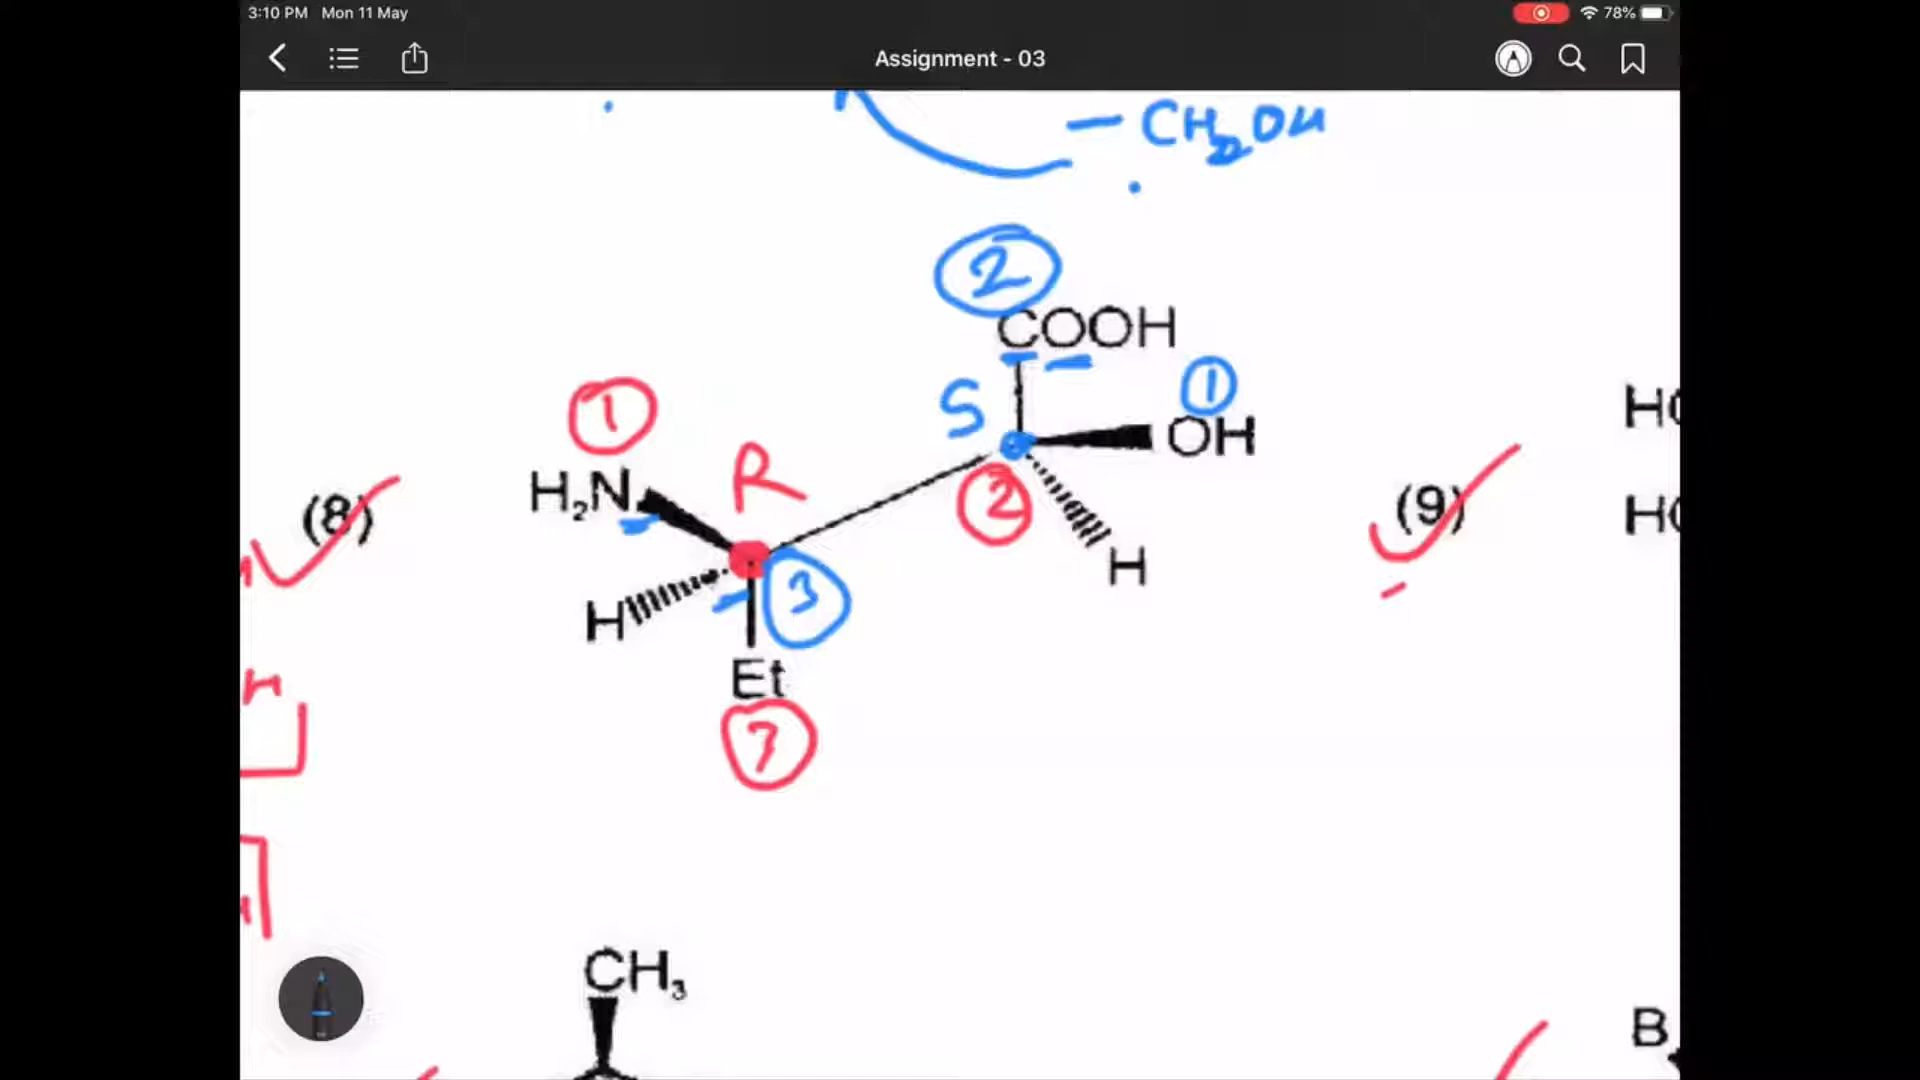 3:10 PM Mon 11 May
78%
Assignment - 03
– CH2OH
2
COOH
1
S
1
OH
H₂N
R
2
(8)
(9)
HO
HO
H
H
3
Et
CH₃
B